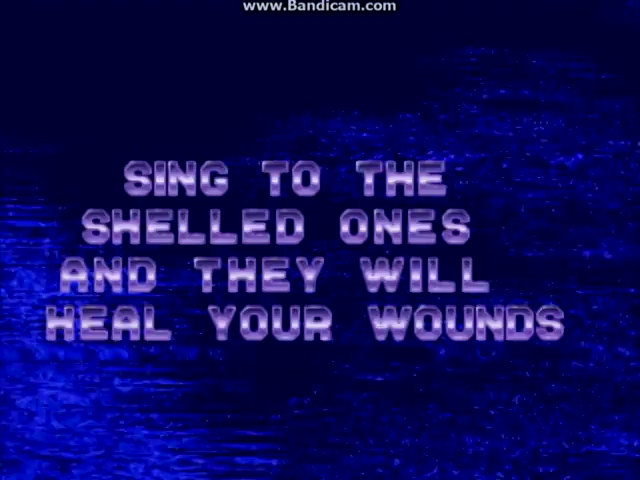 www.Bandicam.com
SING TO THE
SHELLED ONES
AND THEY WILL
HEAL YOUR WOUNDS